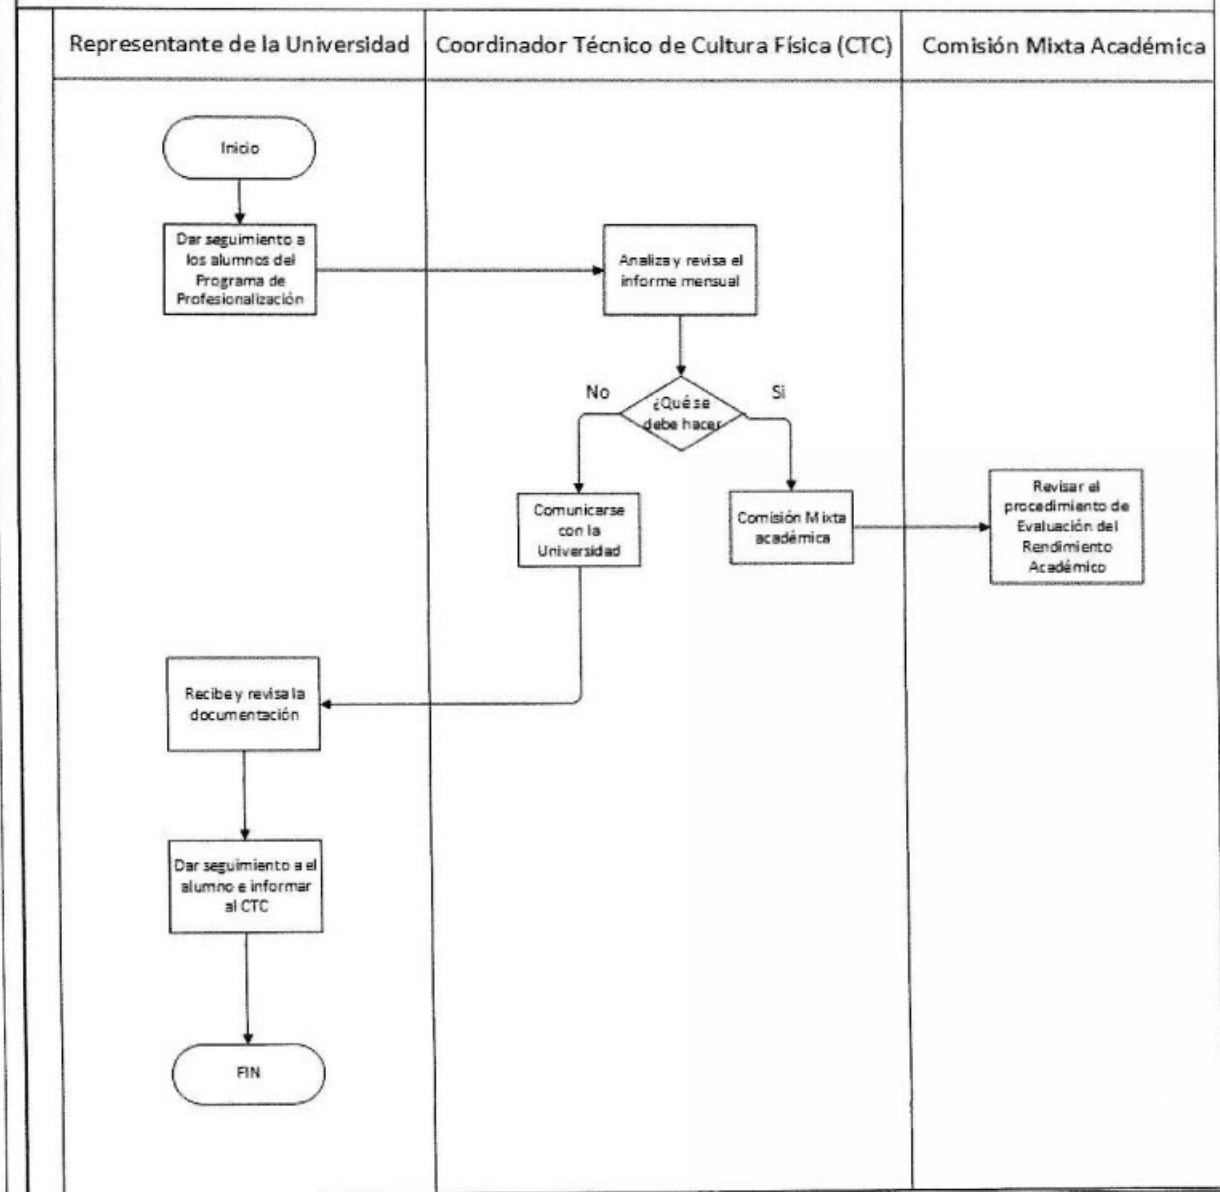 Representante de la Universidad
Coordinador Técnico de Cultura Física (CTC)
Comisión Mixta Académica
Inicio
Dar seguimiento a
los alumnos del
Programa de
Profesionalización
Analiza y revisa el
informe mensual
No
Si
¿Qué se
debe hacer
Comunicarse
con la
Universidad
Comisión Mixta
académica
Revisar el
procedimiento de
Evaluación del
Rendimiento
Académico
Recibe y revisa la
documentación
Dar seguimiento a el
alumno e informar
al CTC
FIN